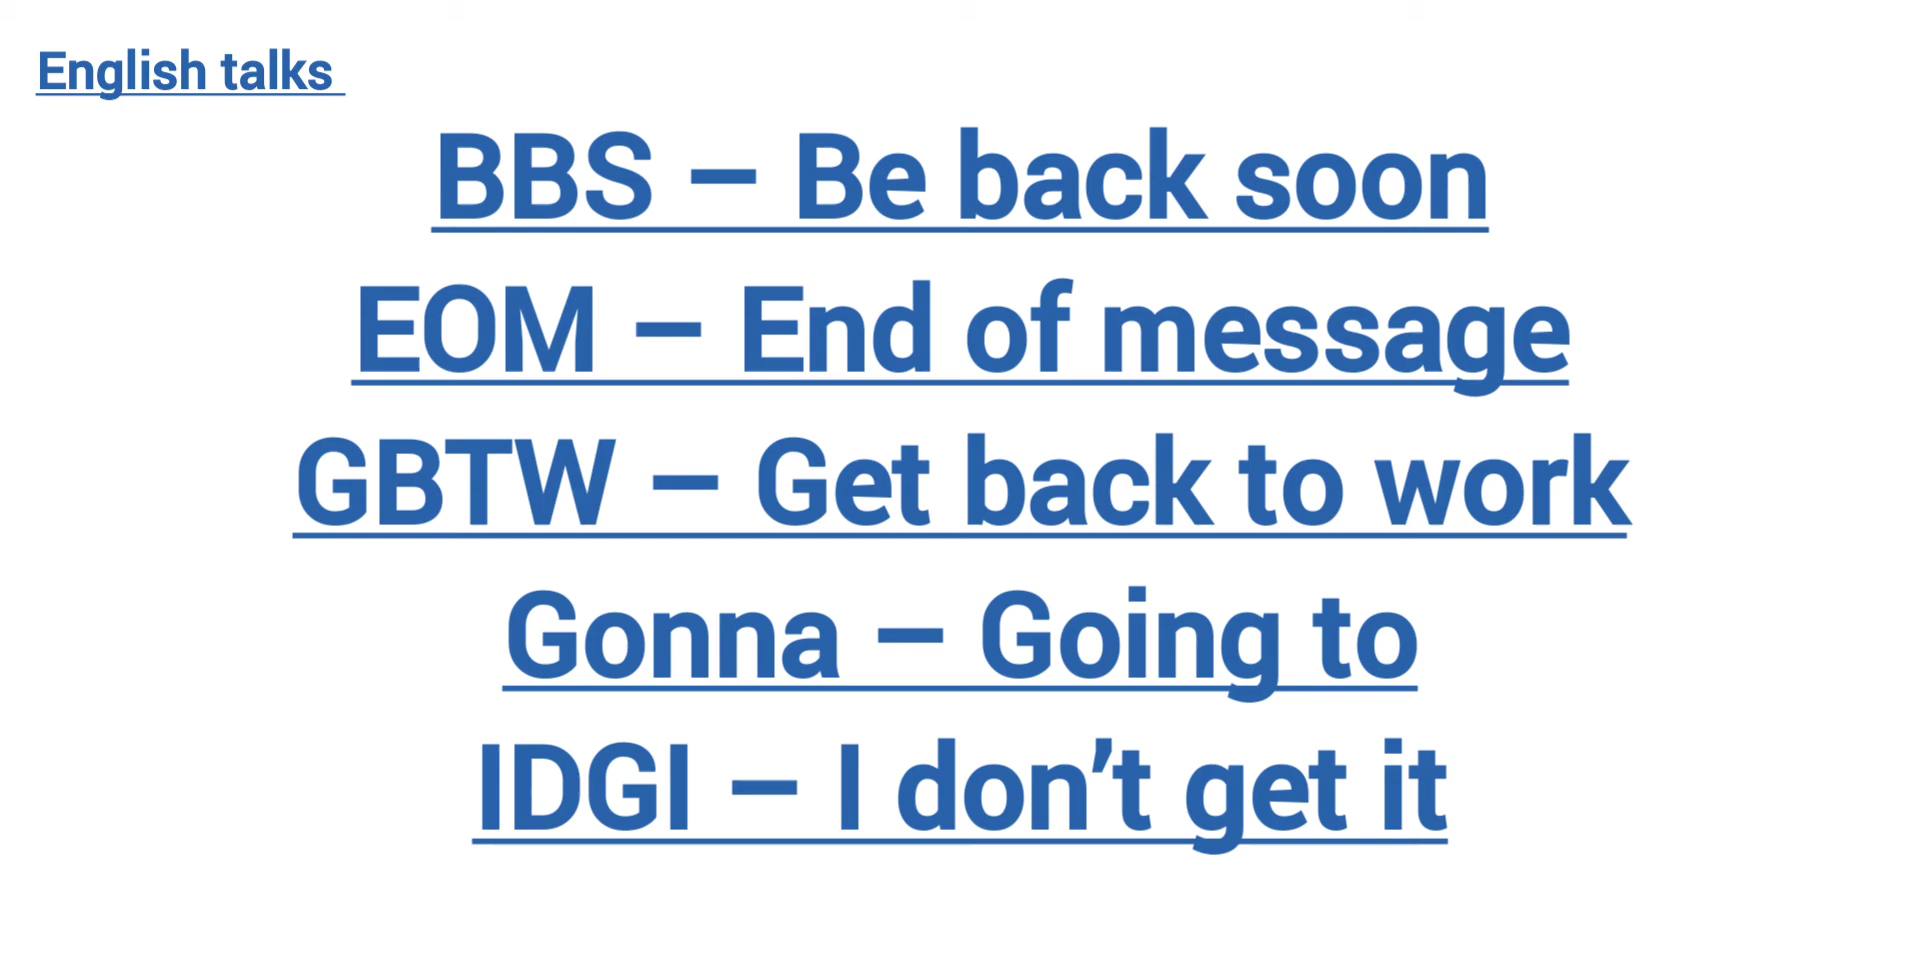 English talks
BBS – Be back soon
EOM – End of message
GBTW – Get back to work
Gonna – Going to
IDGI – I don’t get it